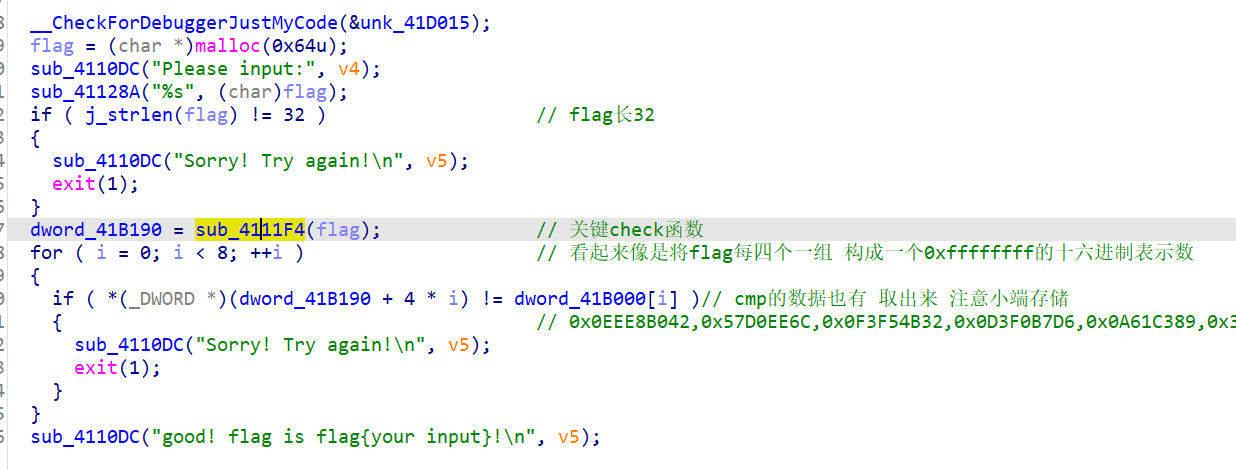 8 __CheckForDebuggerJustMyCode(&unk_41D015);
9 flag = (char *)malloc(0x64u);
0 sub_4110DC("Please input:", v4);
1 sub_41128A("%s", (char)flag);
2 if ( j_strlen(flag) != 32 ) // flag长32
3 {
4 sub_4110DC("Sorry! Try again!\n", v5);
5 exit(1);
6 }
7 dword_41B190 = sub_4111F4(flag); // 关键check函数
8 for ( i = 0; i < 8; ++i ) // 看起来像是将flag每四个一组 构成一个0xffffffff的十六进制表示数
9 {
0 if ( *(_DWORD *)(dword_41B190 + 4 * i) != dword_41B000[i] )// cmp的数据也有 取出来 注意小端存储
1 { // 0x0EEE8B042,0x57D0EE6C,0x0F3F54B32,0x0D3F0B7D6,0x0A61C389,0x3
2 sub_4110DC("Sorry! Try again!\n", v5);
3 exit(1);
4 }
5 }
6 sub_4110DC("good! flag is flag{your input}!\n", v5);